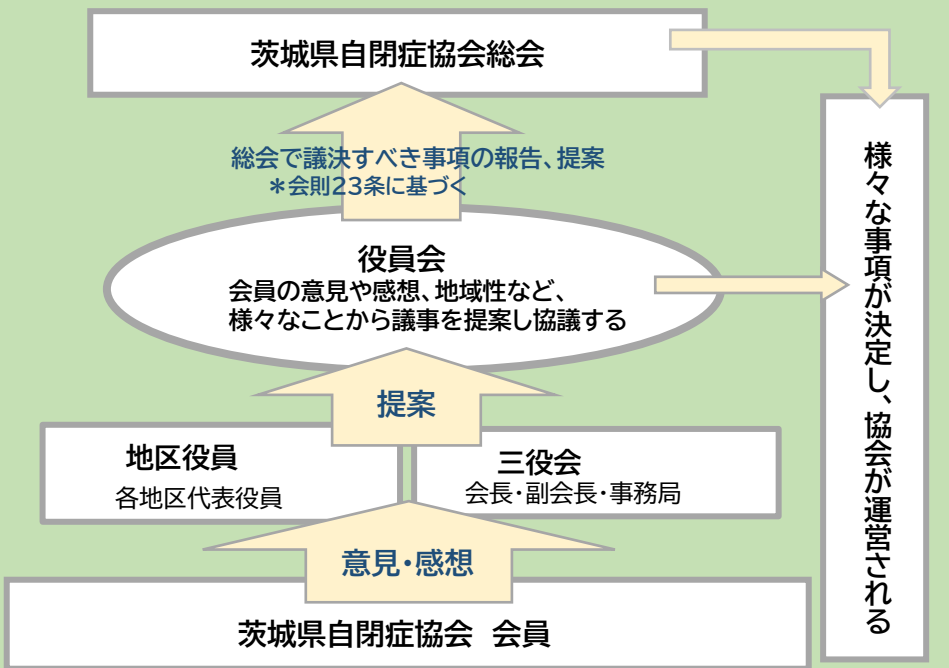 茨城県自閉症協会総会
総会で議決すべき事項の報告、提案
＊会則23条に基づく
役員会
会員の意見や感想、地域性など、
様々なことから議事を提案し協議する
提案
地区役員
各地区代表役員
三役会
会長・副会長・事務局
意見・感想
茨城県自閉症協会 会員
様々な事項が決定し、協会が運営される